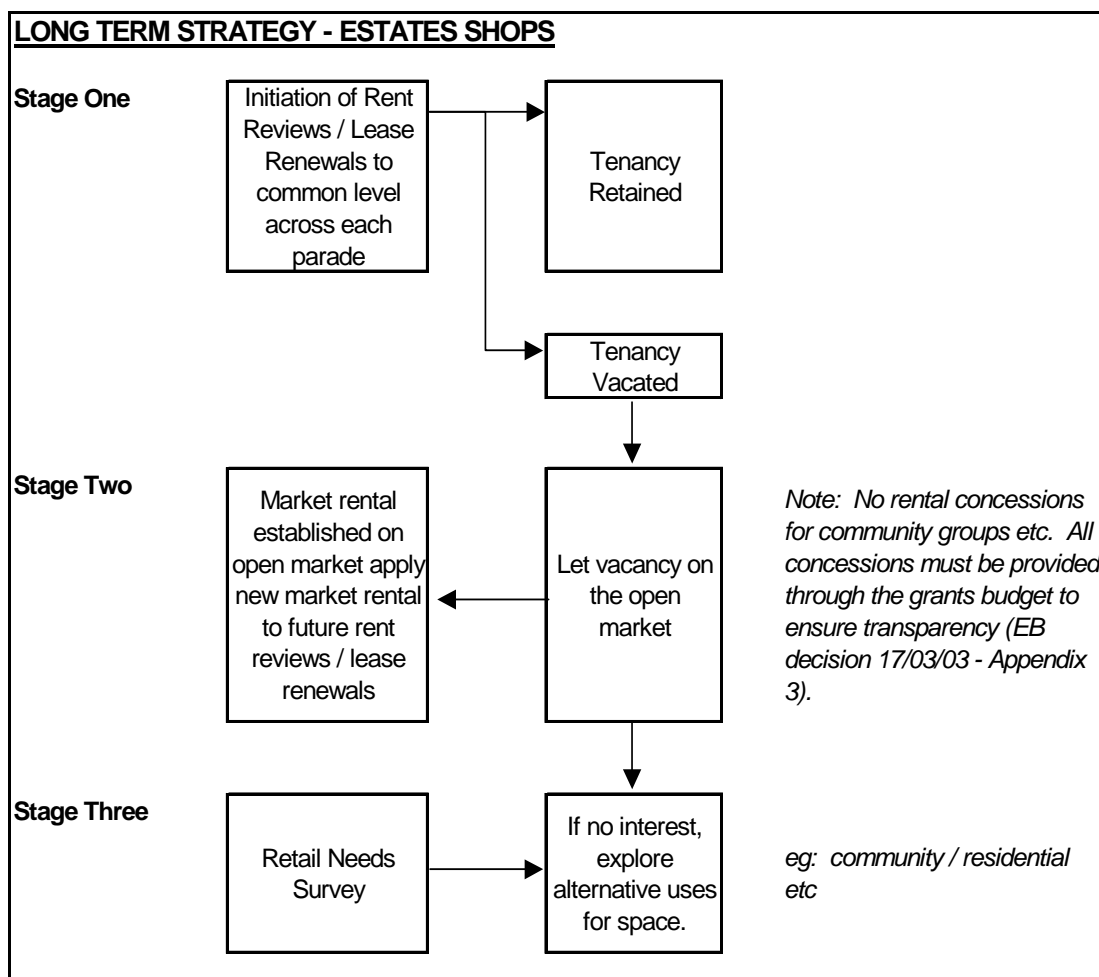 LONG TERM STRATEGY - ESTATES SHOPS
Stage One
Initiation of Rent
Reviews / Lease
Renewals to
common level
across each
parade
Tenancy
Retained
Tenancy
Vacated
Stage Two
Market rental
established on
open market apply
new market rental
to future rent
reviews / lease
renewals
Let vacancy on
the open
market
Note:  No rental concessions
for community groups etc.  All
concessions must be provided
through the grants budget to
ensure transparency (EB
decision 17/03/03 - Appendix
3).
Stage Three
Retail Needs
Survey
If no interest,
explore
alternative uses
for space.
eg:  community / residential
etc